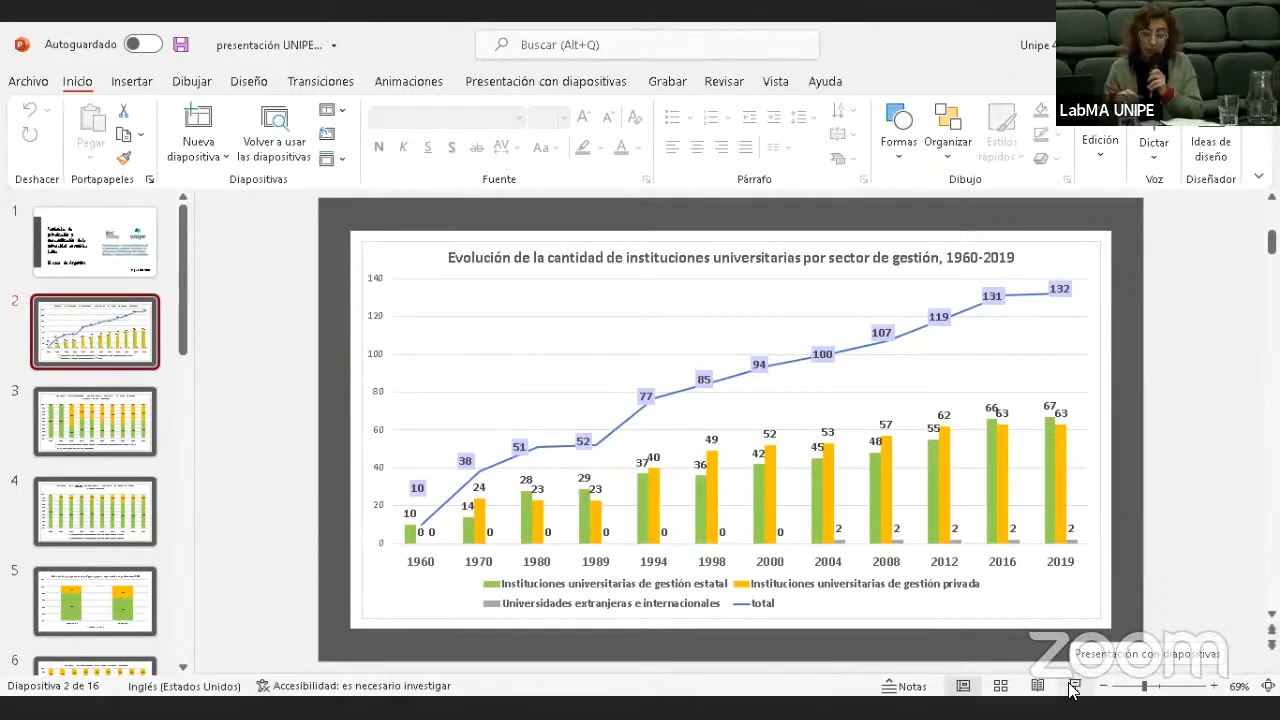 Autoguardado
presentación UNIPE...
Buscar (Alt+Q)
Unipe 4
LabMA UNIPE
Archivo Inicio Insertar Dibujar Diseño Transiciones Animaciones Presentación con diapositivas Grabar Revisar Vista Ayuda
Pegar
Nueva diapositiva
Volver a usar las diapositivas
N K S S ab AV Aa A
Formas
Organizar
Estilos rápidos
Edición
Dictar
Ideas de diseño
Deshacer Portapapeles Diapositivas Fuente Párrafo Dibujo Voz Diseñador
1
2
3
4
5
6
Evolución de la cantidad de instituciones universitarias por sector de gestión, 1960-2019
140
120
100
80
60
40
20
0
10 38 51 52 77 85 94 100 107 119 131 132
10 0 0
14 24 0
28 23 0
29 23 0
37 40 0
36 49 0
42 52 0
45 53 2
48 57 2
55 62 2
66 63 2
67 63 2
1960 1970 1980 1989 1994 1998 2000 2004 2008 2012 2016 2019
Instituciones universitarias de gestión estatal Instituciones universitarias de gestión privada
Universidades extranjeras e internacionales total
zoom
Presentación con diapositivas
Diapositiva 2 de 16 Inglés (Estados Unidos) Accesibilidad: es necesario investigar Notas 69%